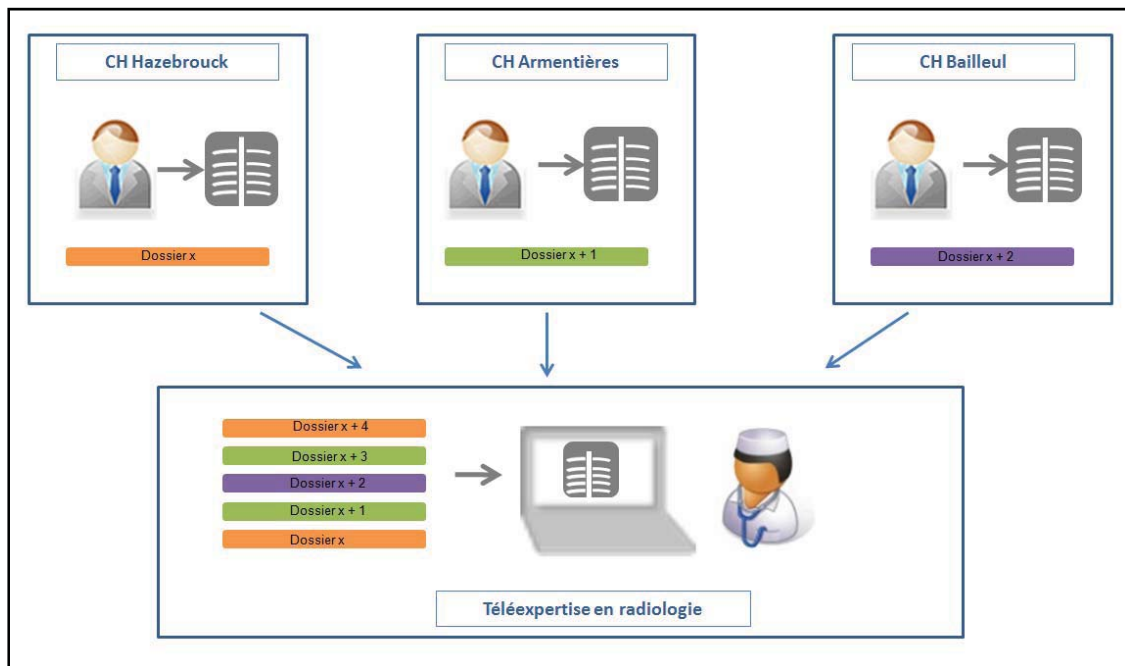 CH Hazebrouck
CH Armentières
CH Bailleul
Dossier x
Dossier x + 1
Dossier x + 2
Dossier x + 4
Dossier x + 3
Dossier x + 2
Dossier x + 1
Dossier x
Téléexpertise en radiologie